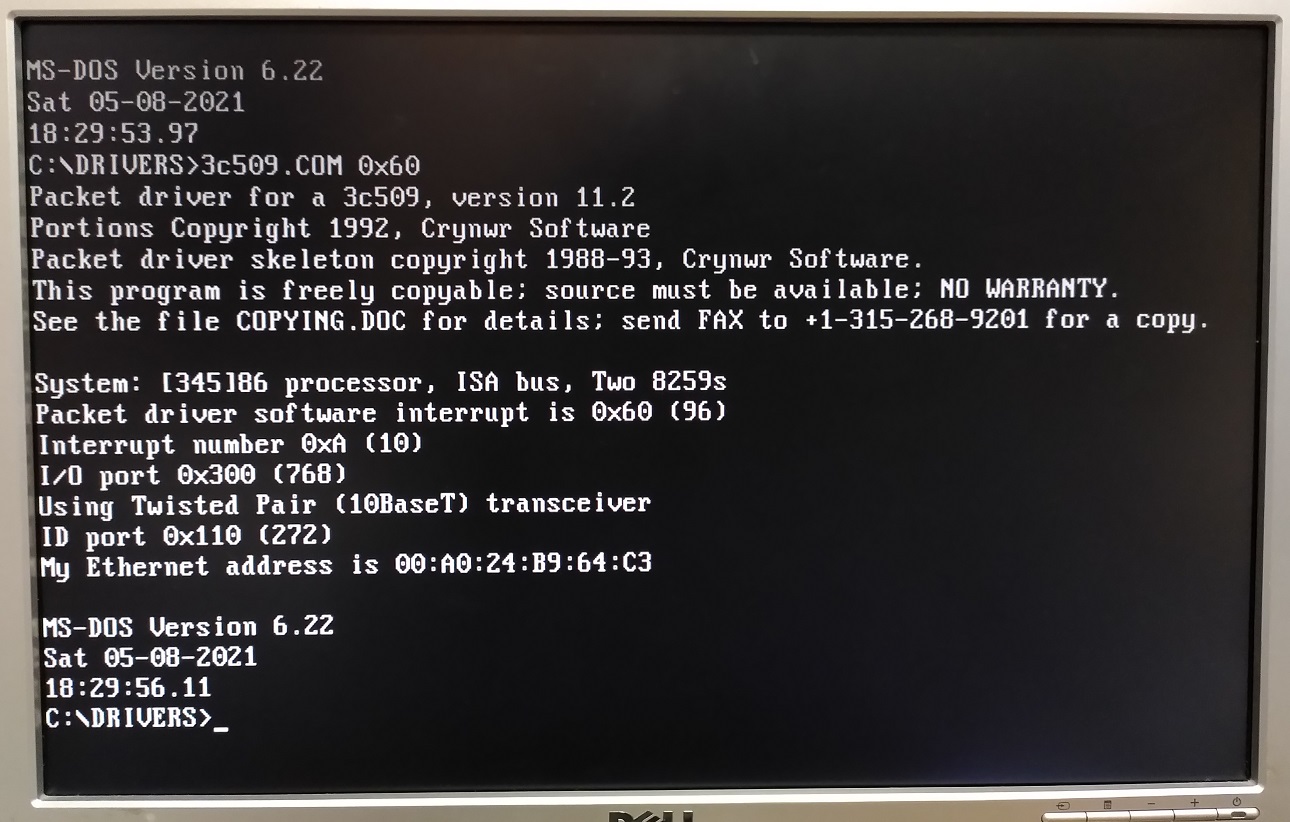 MS-DOS Version 6.22
Sat 05-08-2021
18:29:53.97
C:\DRIVERS>3c509.COM 0x60
Packet driver for a 3c509, version 11.2
Portions Copyright 1992, Crynwr Software
Packet driver skeleton copyright 1988-93, Crynwr Software.
This program is freely copyable; source must be available; NO WARRANTY.
See the file COPYING.DOC for details; send FAX to +1-315-268-9201 for a copy.
System: [345]86 processor, ISA bus, Two 8259s
Packet driver software interrupt is 0x60 (96)
Interrupt number 0xA (10)
I/O port 0x300 (768)
Using Twisted Pair (10BaseT) transceiver
ID port 0x110 (272)
My Ethernet address is 00:A0:24:B9:64:C3
MS-DOS Version 6.22
Sat 05-08-2021
18:29:56.11
C:\DRIVERS>_
DELL